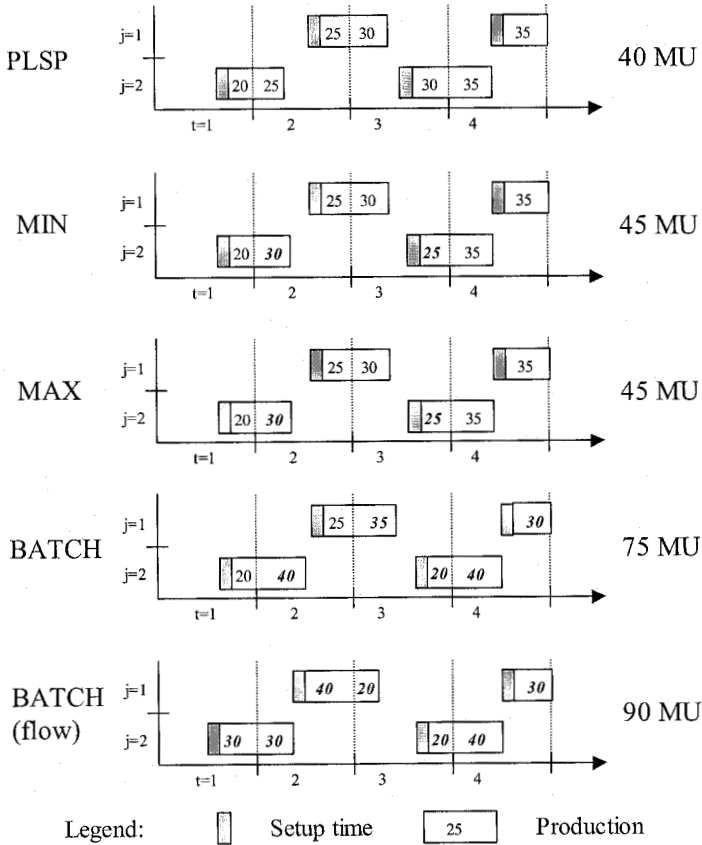 j=1 25 30 35
PLSP 40 MU
j=2 20 25 30 35
t=1 2 3 4
j=1 25 30 35
MIN 45 MU
j=2 20 30 25 35
t=1 2 3 4
j=1 25 30 35
MAX 45 MU
j=2 20 30 25 35
t=1 2 3 4
j=1 25 35 30
BATCH 75 MU
j=2 20 40 20 40
t=1 2 3 4
j=1 40 20 30
BATCH
(flow) 90 MU
j=2 30 30 20 40
t=1 2 3 4
Legend: Setup time 25 Production